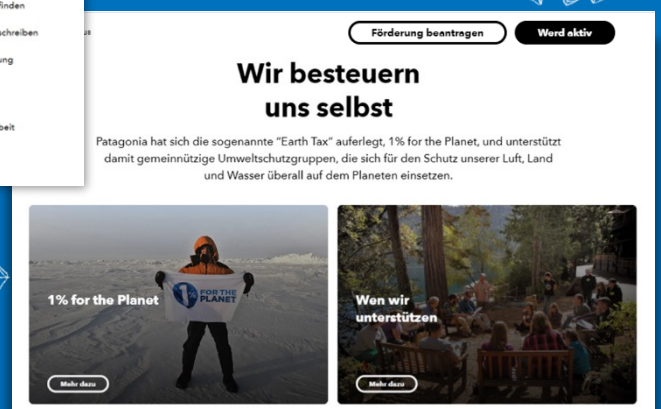 finden
schreiben
ung
beit
us
Förderung beantragen
Werd aktiv
Wir besteuern
uns selbst
Patagonia hat sich die sogenannte "Earth Tax" auferlegt, 1% for the Planet, und unterstützt
damit gemeinnützige Umweltschutzgruppen, die sich für den Schutz unserer Luft, Land
und Wasser überall auf dem Planeten einsetzen.
1% for the Planet
1% FOR THE
PLANET
Mehr dazu
Wen wir
unterstützen
Mehr dazu